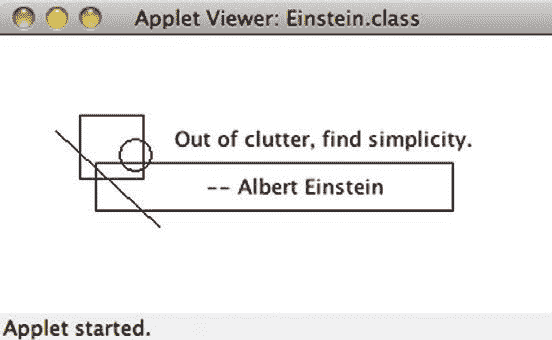 Applet Viewer: Einstein.class
Out of clutter, find simplicity.
-- Albert Einstein
Applet started.